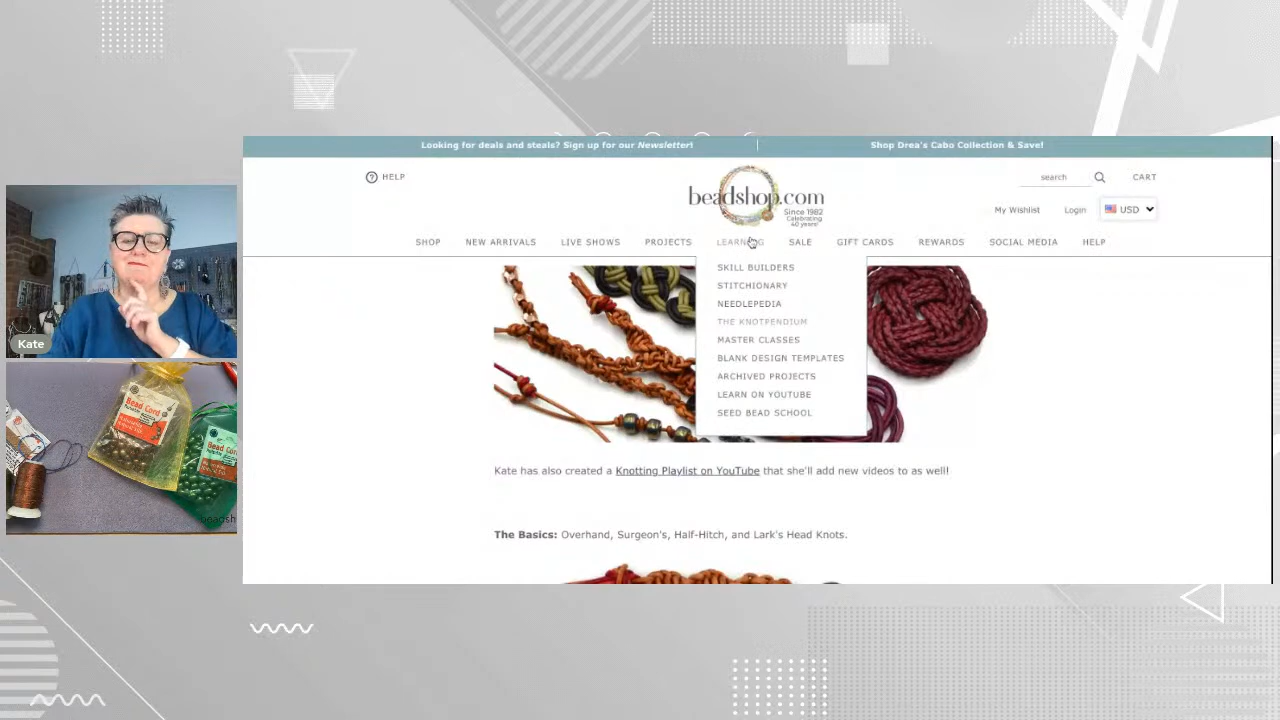 Looking for deals and steals? Sign up for our Newsletter!
Shop Drea's Cabo Collection & Save!
HELP
beadshop.com
Since 1982
Celebrating
40 years!
search
CART
My Wishlist
Login
USD
SHOP
NEW ARRIVALS
LIVE SHOWS
PROJECTS
LEARNING
SALE
GIFT CARDS
REWARDS
SOCIAL MEDIA
HELP
SKILL BUILDERS
STITCHIONARY
NEEDLEPEDIA
THE KNOTPENDIUM
MASTER CLASSES
BLANK DESIGN TEMPLATES
ARCHIVED PROJECTS
LEARN ON YOUTUBE
SEED BEAD SCHOOL
Kate has also created a Knotting Playlist on YouTube that she'll add new videos to as well!
The Basics: Overhand, Surgeon's, Half-Hitch, and Lark's Head Knots.
Kate
Bead Cord
Bead Cord
beadsh